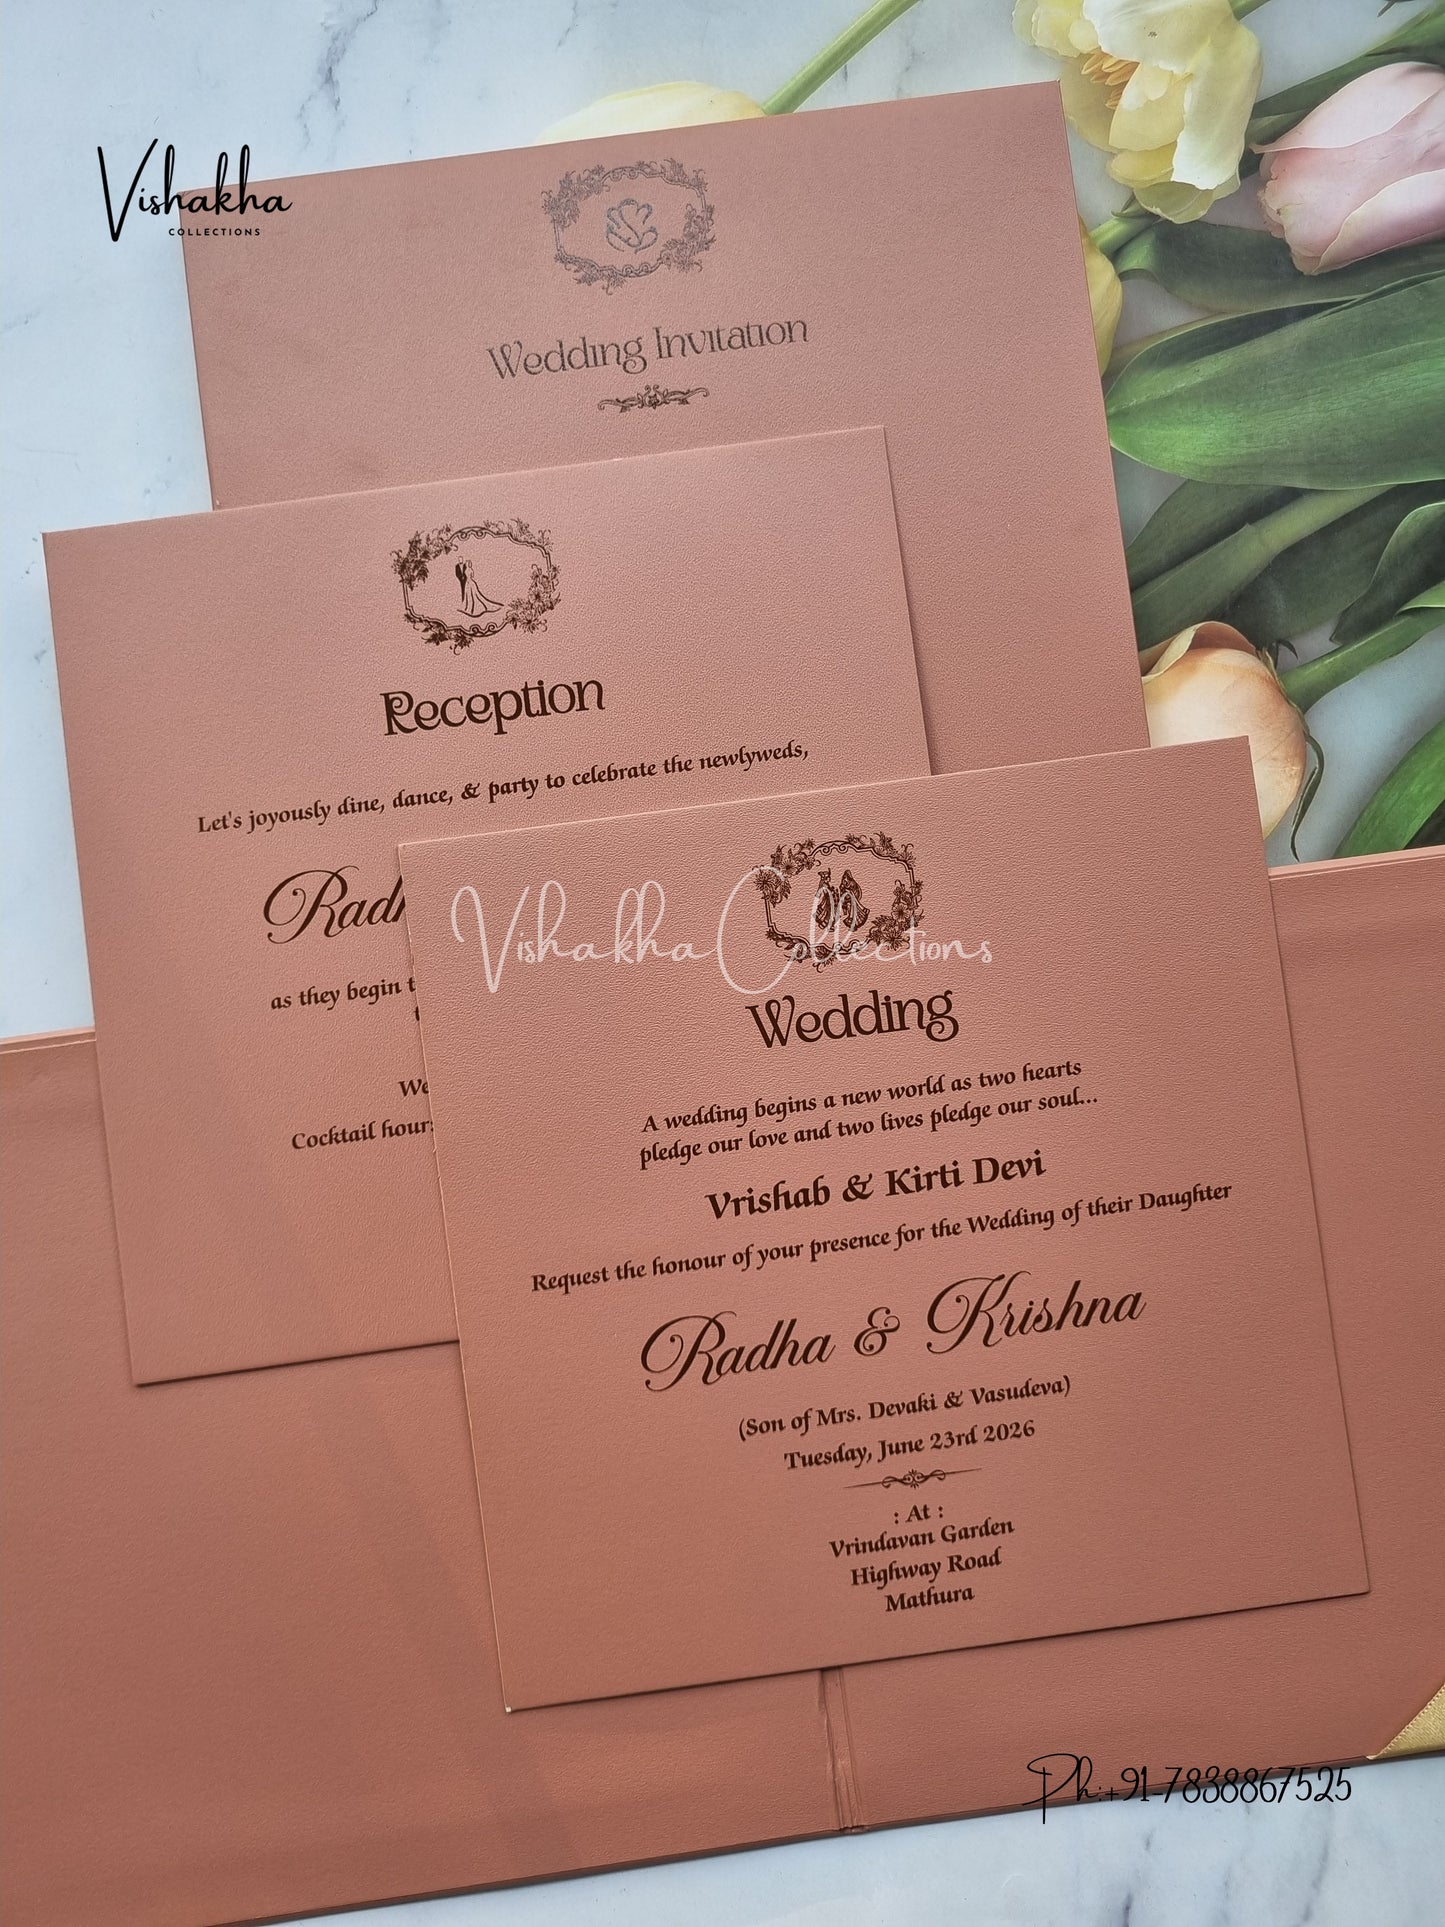 Vishakha
COLLECTIONS
Wedding Invitation
Reception
Let's joyously dine, dance, & party to celebrate the newlyweds,
Radh
as they begin t
We
Cocktail hour:
Vishakha Collections
Wedding
A wedding begins a new world as two hearts
pledge our love and two lives pledge our soul...
Vrishab & Kirti Devi
Request the honour of your presence for the Wedding of their Daughter
Radha & Krishna
(Son of Mrs. Devaki & Vasudeva)
Tuesday, June 23rd 2026
: At :
Vrindavan Garden
Highway Road
Mathura
Ph:+91-7838867525